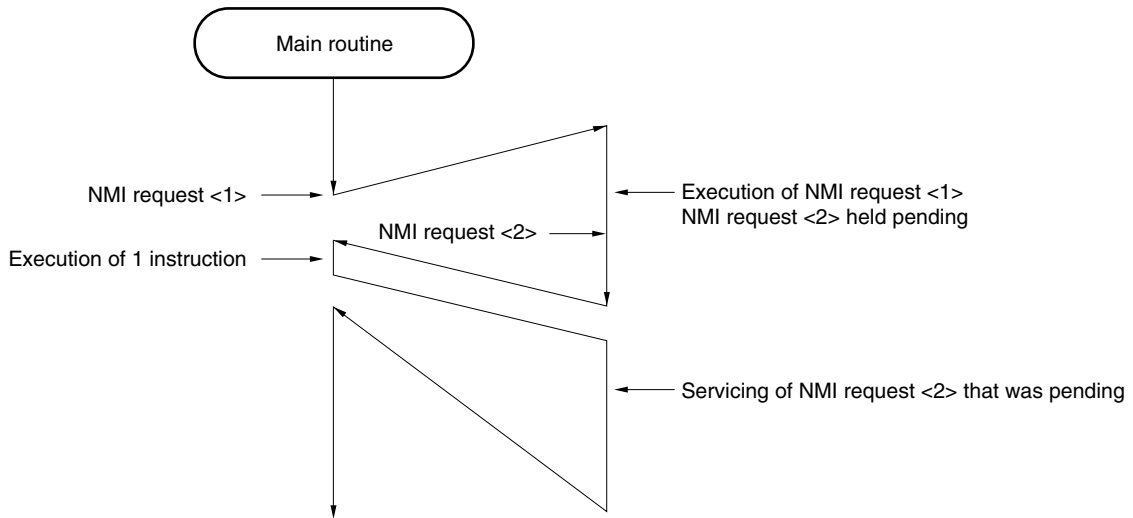 Main routine
NMI request <1>
Execution of NMI request <1>
NMI request <2> held pending
NMI request <2>
Execution of 1 instruction
Servicing of NMI request <2> that was pending